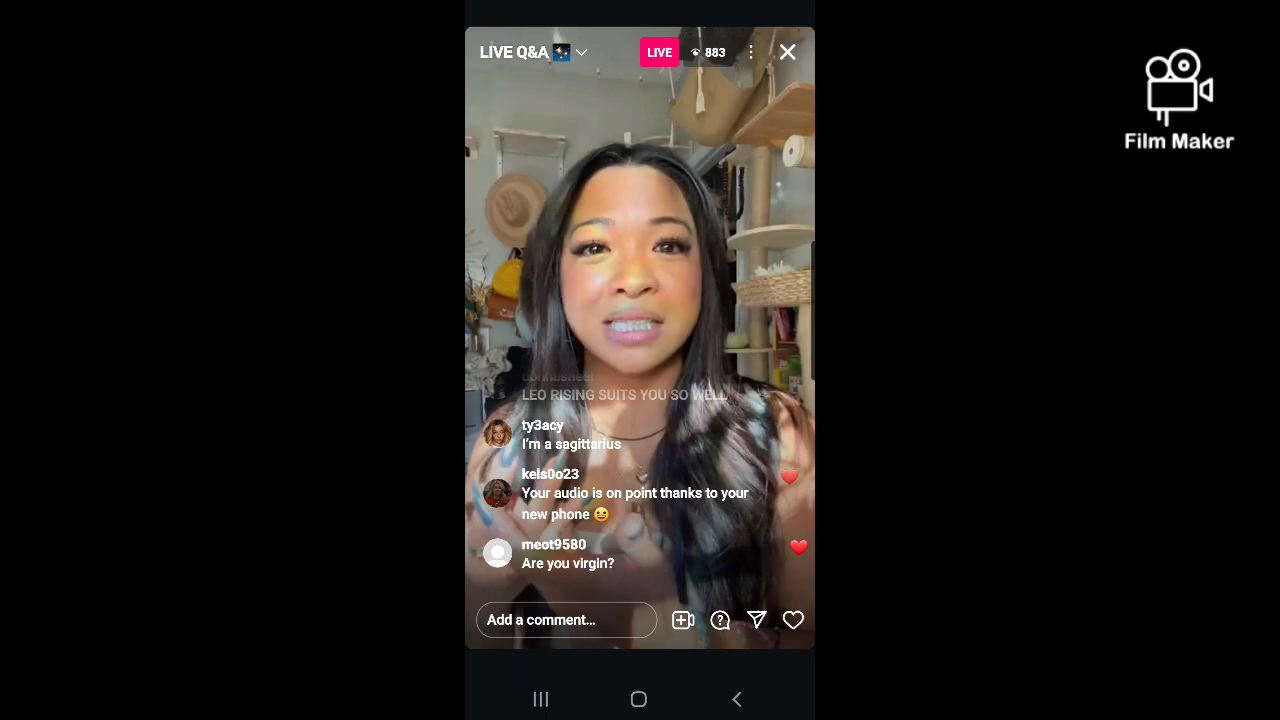 LIVE Q&A
LIVE
883
Film Maker
donnasheer
LEO RISING SUITS YOU SO WELL
ty3acy
I'm a sagittarius
kels0o23
Your audio is on point thanks to your
new phone
meot9580
Are you virgin?
Add a comment...